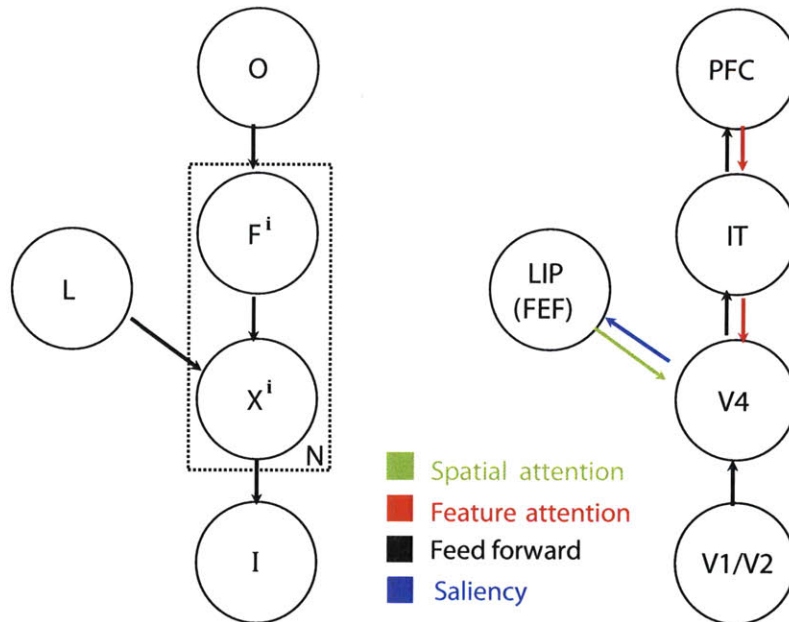 O
PFC
F i
IT
L
LIP
(FEF)
X i
N
V4
Spatial attention
Feature attention
Feed forward
Saliency
I
V1/V2